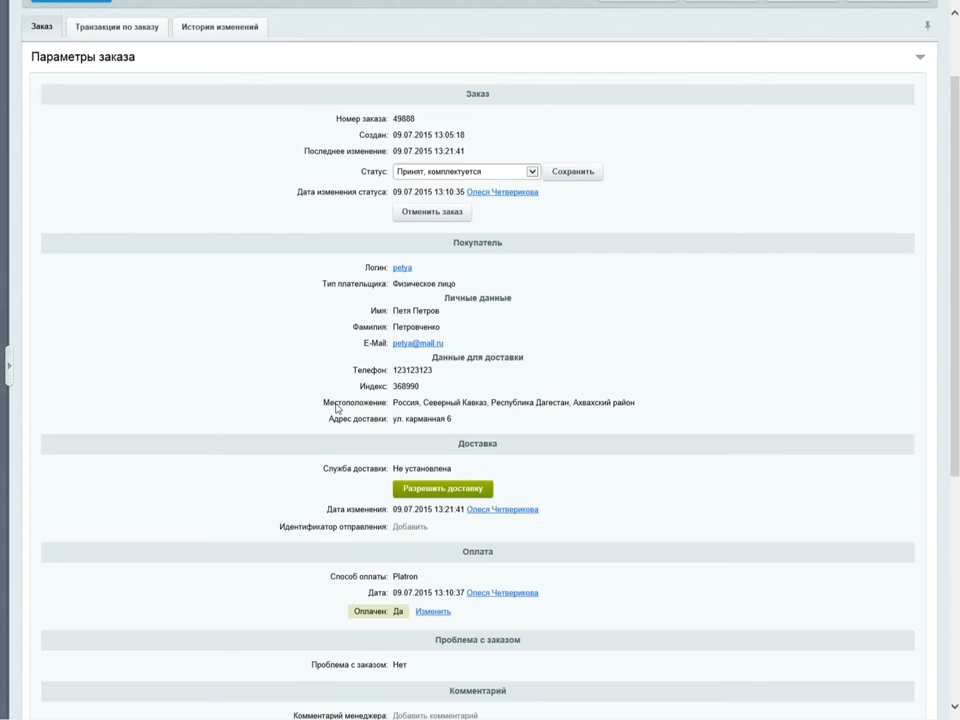 Заказ Транзакции по заказу История изменений
Параметры заказа
Заказ
Номер заказа: 49888
Создан: 09.07.2015 13:05:18
Последнее изменение: 09.07.2015 13:21:41
Статус: Принят, комплектуется Сохранить
Дата изменения статуса: 09.07.2015 13:10:35 Олеся Четверикова
Отменить заказ
Покупатель
Логин: petya
Тип плательщика: Физическое лицо
Личные данные
Имя: Петя Петров
Фамилия: Петровченко
E-Mail: petya@mail.ru
Данные для доставки
Телефон: 123123123
Индекс: 368990
Местоположение: Россия, Северный Кавказ, Республика Дагестан, Ахвахский район
Адрес доставки: ул. карманная 6
Доставка
Служба доставки: Не установлена
Разрешить доставку
Дата изменения: 09.07.2015 13:21:41 Олеся Четверикова
Идентификатор отправления: Добавить
Оплата
Способ оплаты: Platron
Дата: 09.07.2015 13:10:37 Олеся Четверикова
Оплачен: Да Изменить
Проблема с заказом
Проблема с заказом: Нет
Комментарий
Комментарий менеджера: Добавить комментарий